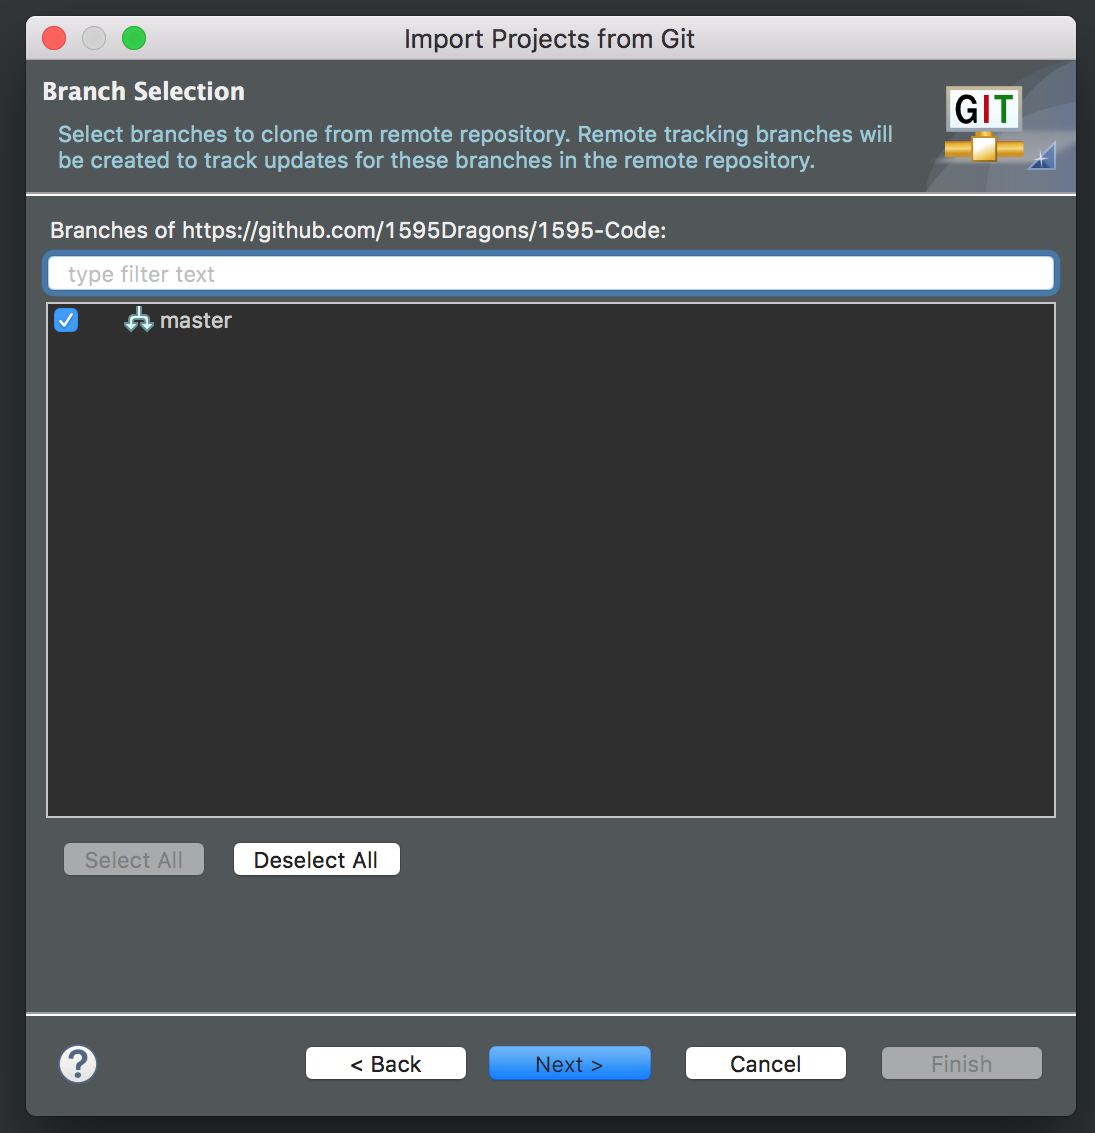 Import Projects from Git
Branch Selection
GIT
Select branches to clone from remote repository. Remote tracking branches will
be created to track updates for these branches in the remote repository.
Branches of https://github.com/1595Dragons/1595-Code:
type filter text
master
Select All
Deselect All
?
< Back
Next >
Cancel
Finish